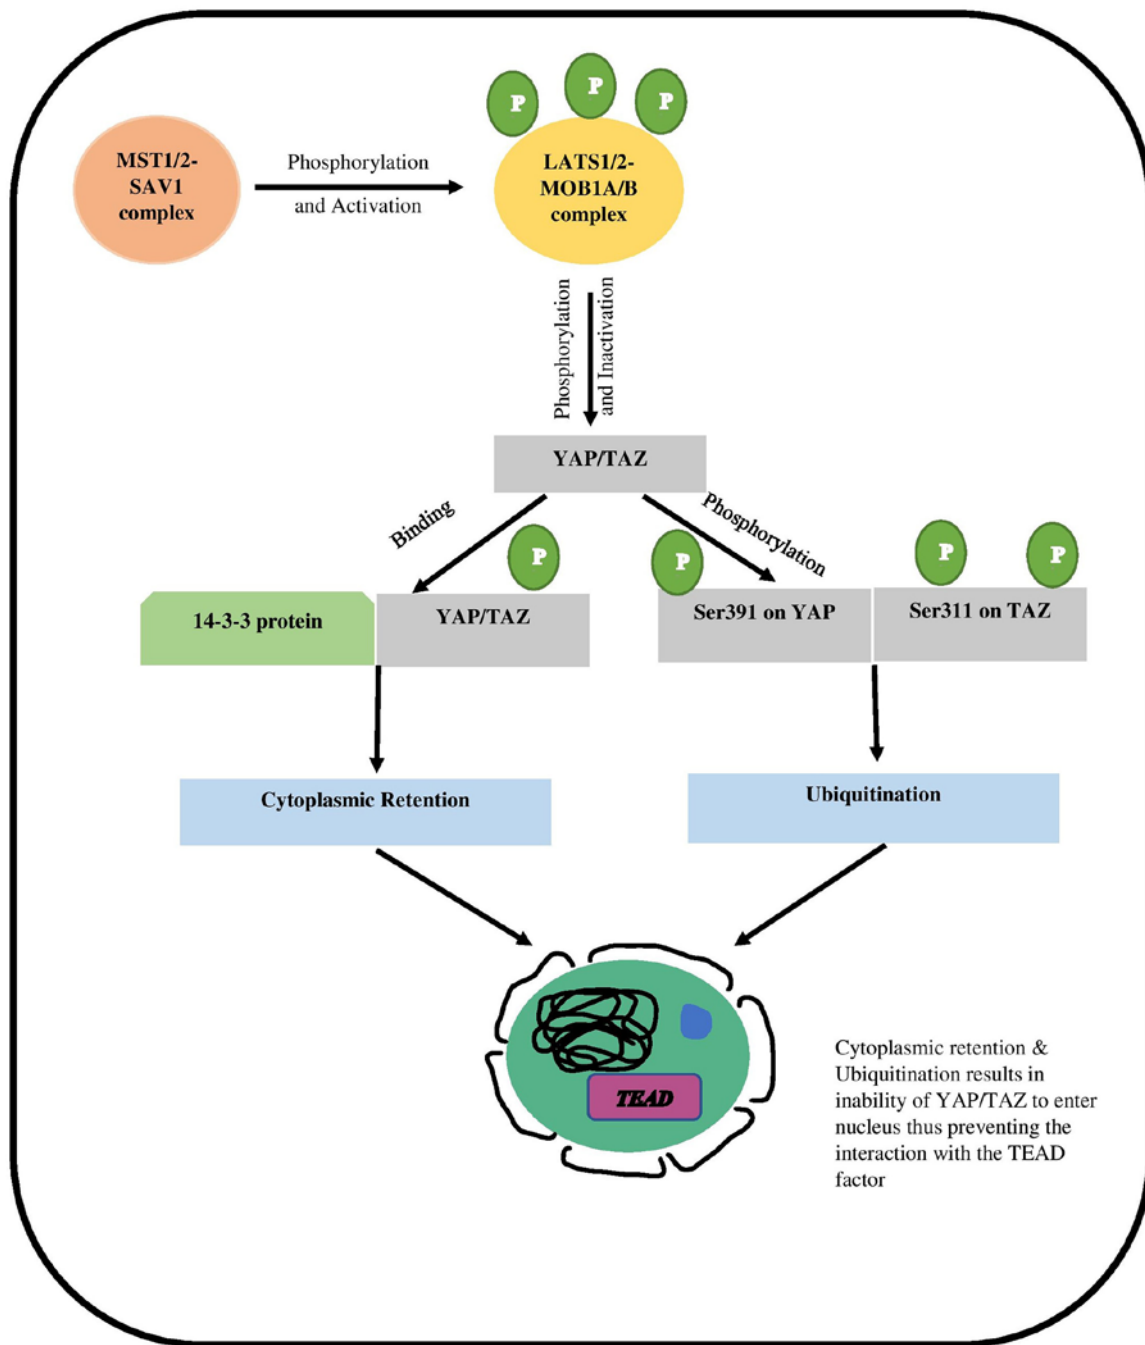 P
P
P
MST1/2-
SAV1
complex
Phosphorylation
and Activation
LATS1/2-
MOB1A/B
complex
Phosphorylation
and Inactivation
YAP/TAZ
Binding
Phosphorylation
P
P
P
P
14-3-3 protein
YAP/TAZ
Ser391 on YAP
Ser311 on TAZ
Cytoplasmic Retention
Ubiquitination
TEAD
Cytoplasmic retention &
Ubiquitination results in
inability of YAP/TAZ to enter
nucleus thus preventing the
interaction with the TEAD
factor